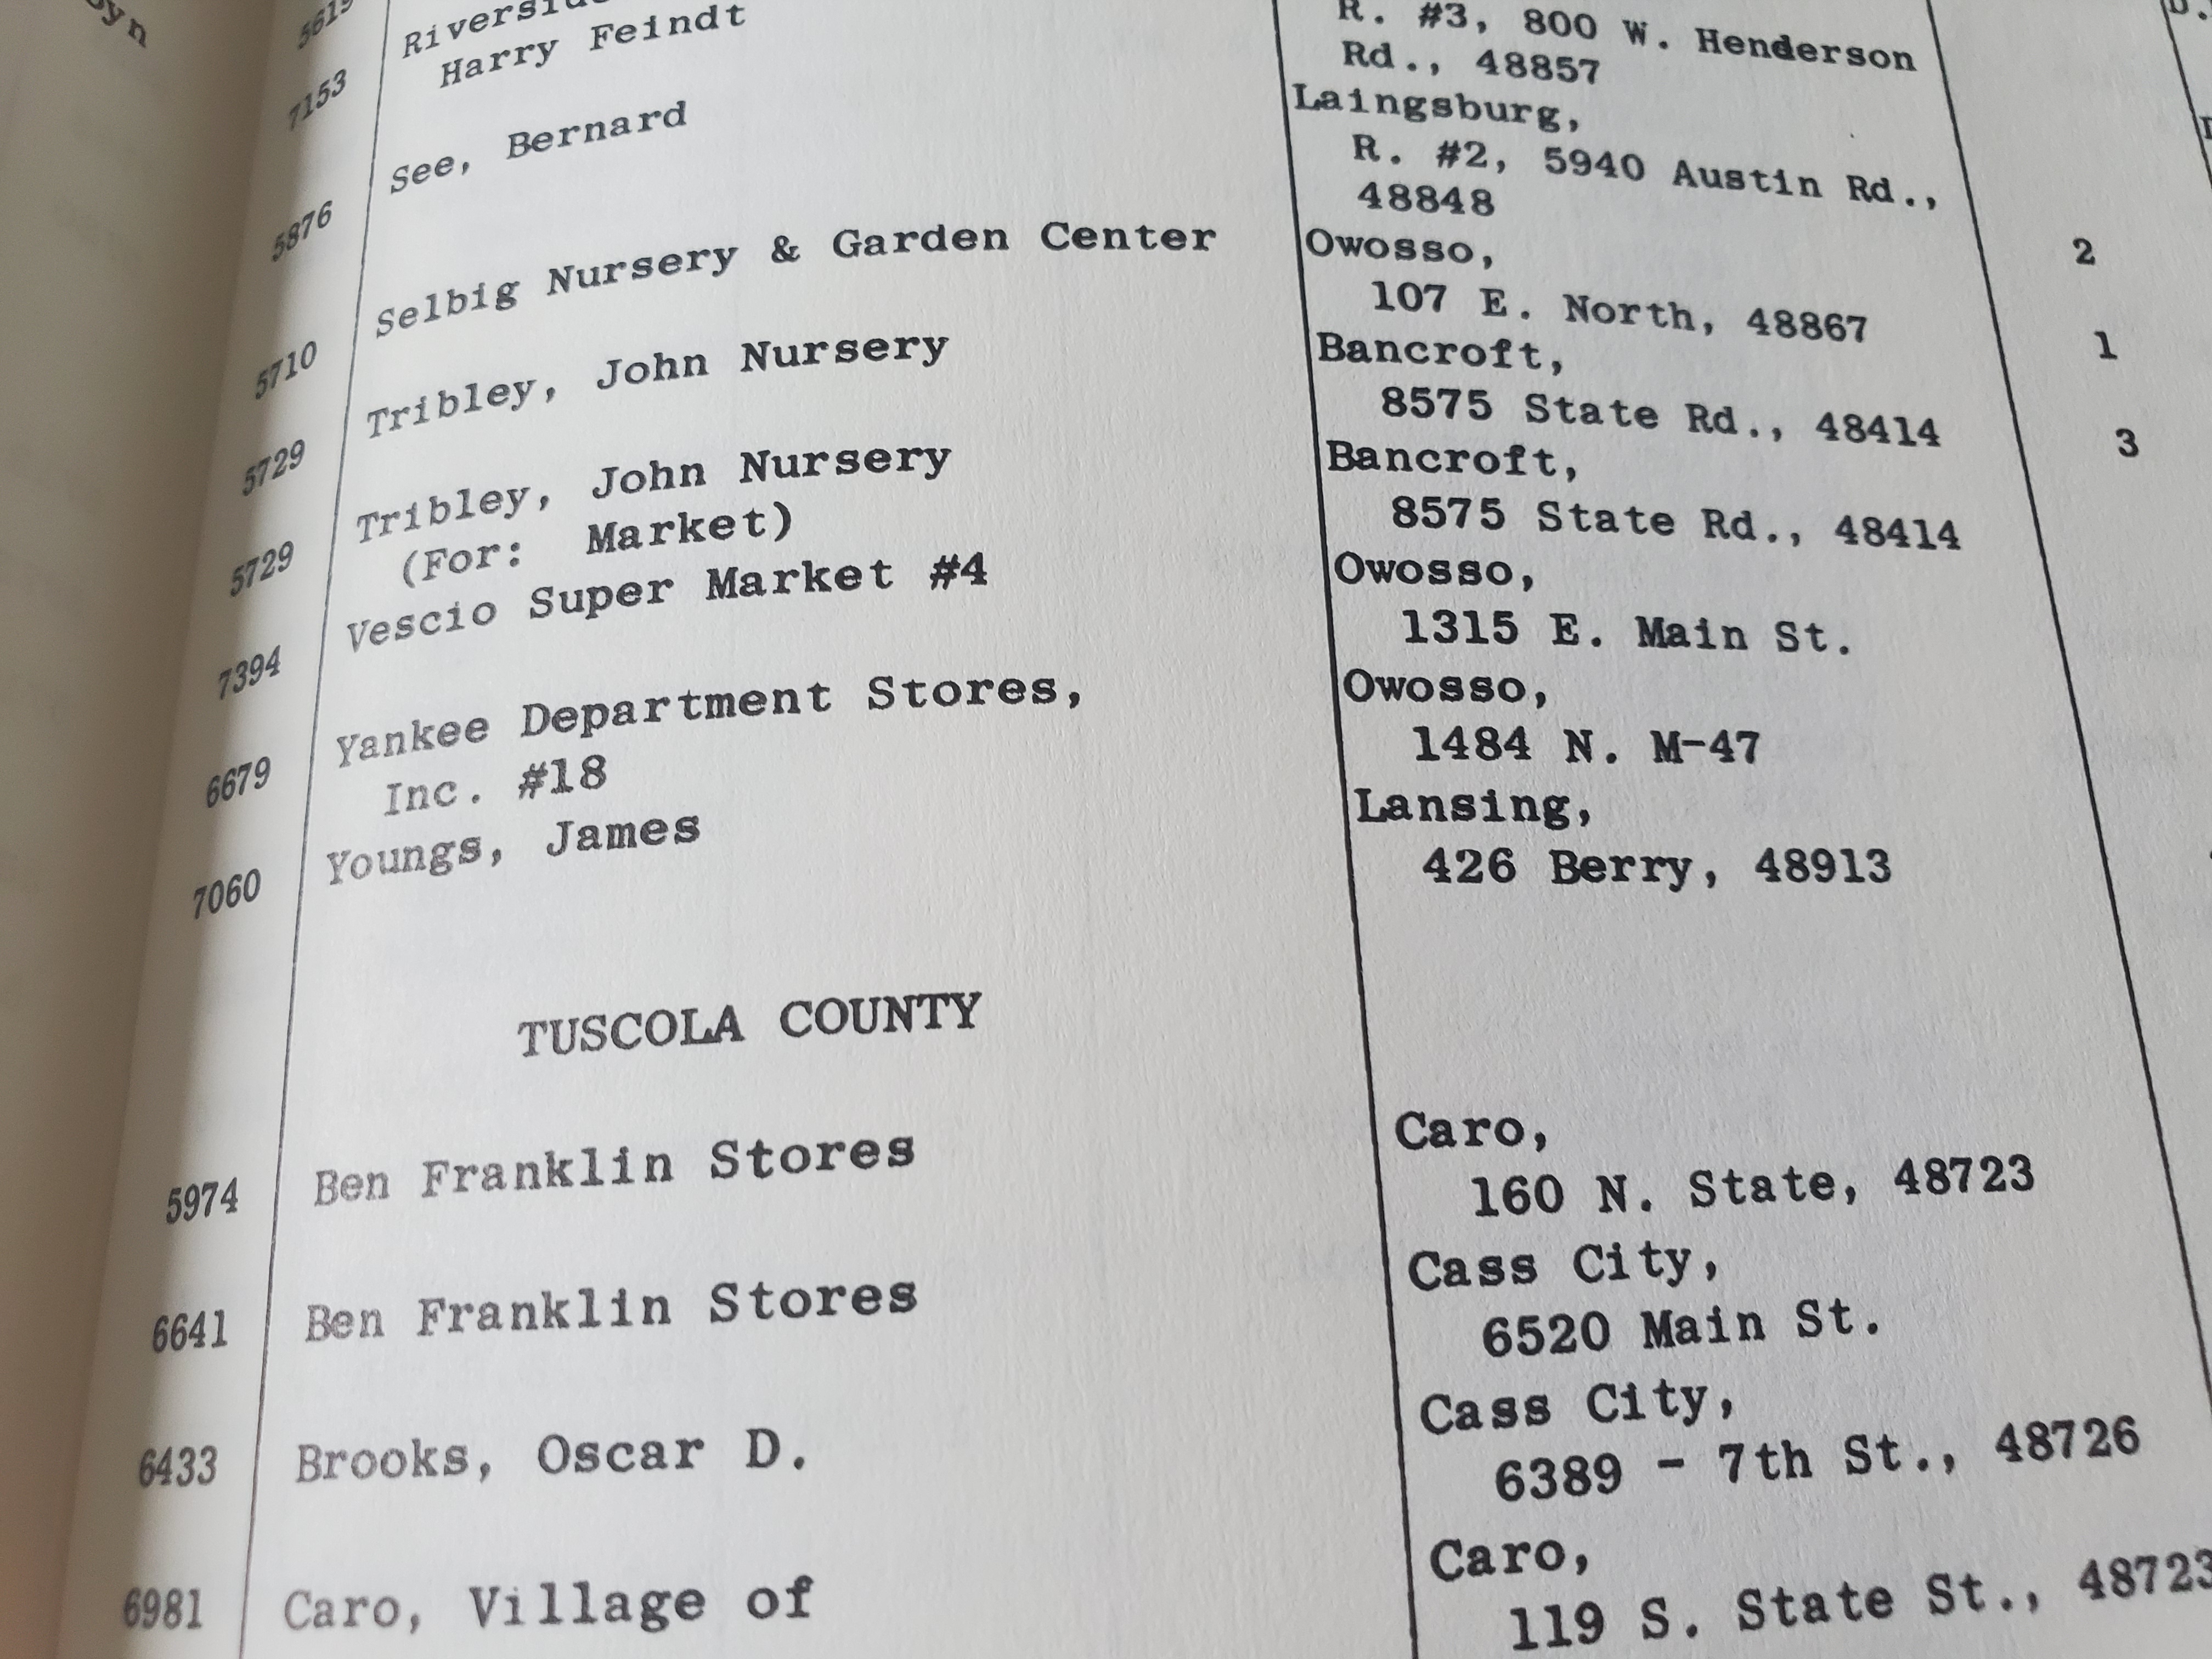 7153 Harry Feindt R. #3, 800 W. Henderson
Rd., 48857
5876 See, Bernard Laingsburg,
R. #2, 5940 Austin Rd.,
48848
5710 Selbig Nursery & Garden Center Owosso, 2
107 E. North, 48867
5729 Tribley, John Nursery Bancroft, 1
8575 State Rd., 48414
5729 Tribley, John Nursery Bancroft, 3
(For: Market) 8575 State Rd., 48414
7394 Vescio Super Market #4 Owosso,
1315 E. Main St.
6679 Yankee Department Stores, Owosso,
Inc. #18 1484 N. M-47
7060 Youngs, James Lansing,
426 Berry, 48913
TUSCOLA COUNTY
5974 Ben Franklin Stores Caro,
160 N. State, 48723
6641 Ben Franklin Stores Cass City,
6520 Main St.
6433 Brooks, Oscar D. Cass City,
6389 - 7th St., 48726
6981 Caro, Village of Caro,
119 S. State St., 48723